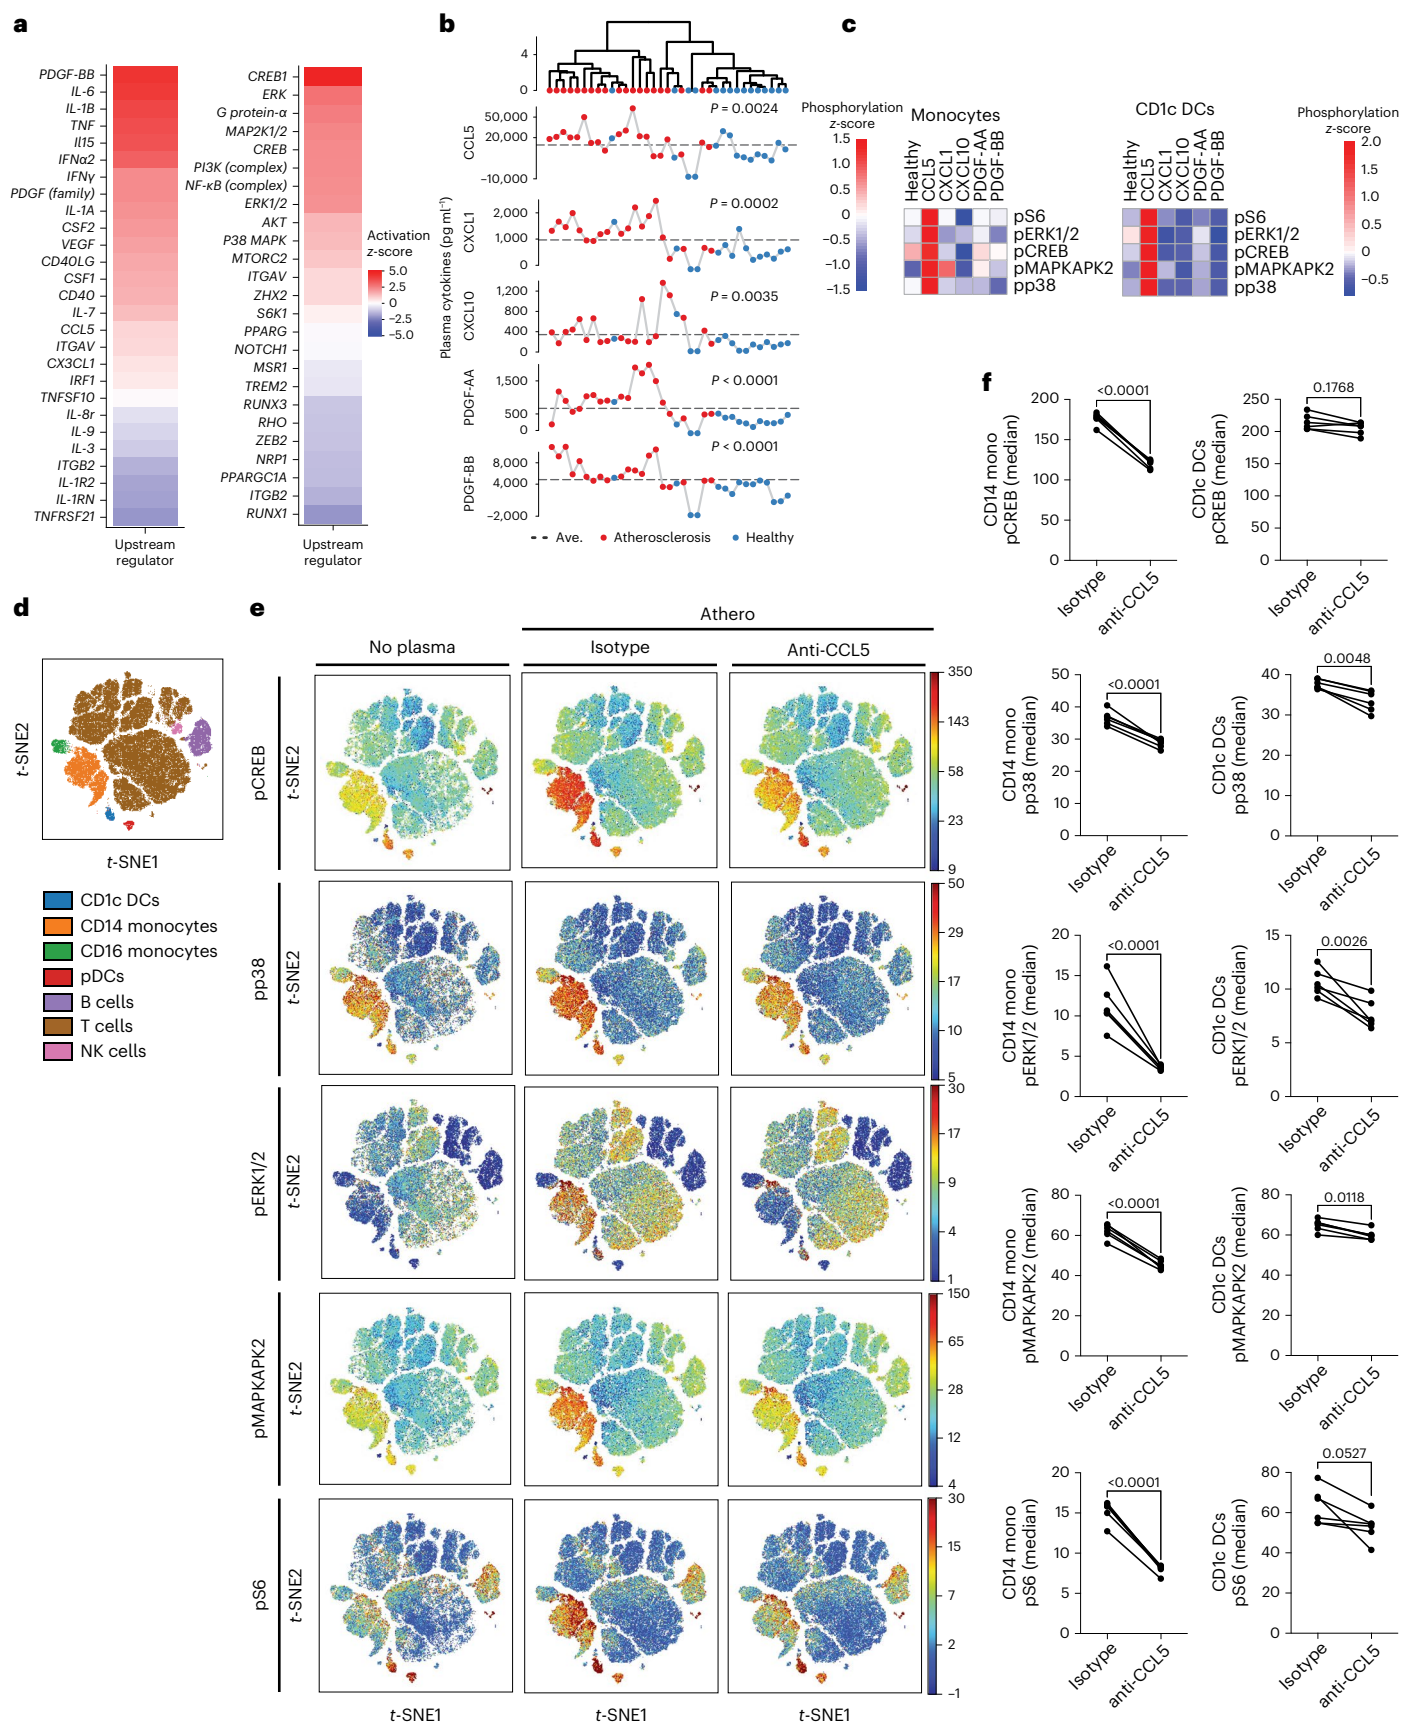 a
PDGF-BB
IL-6
IL-1B
TNF
Il15
IFNα2
IFNγ
PDGF (family)
IL-1A
CSF2
VEGF
CD40LG
CSF1
CD40
IL-7
CCL5
ITGAV
CX3CL1
IRF1
TNFSF10
IL-8r
IL-9
IL-3
ITGB2
IL-1R2
IL-1RN
TNFRSF21
Upstream
regulator
CREB1
ERK
G protein-α
MAP2K1/2
CREB
PI3K (complex)
NF-κB (complex)
ERK1/2
AKT
P38 MAPK
MTORC2
ITGAV
ZHX2
S6K1
PPARG
NOTCH1
MSR1
TREM2
RUNX3
RHO
ZEB2
NRP1
PPARGC1A
ITGB2
RUNX1
Upstream
regulator
Activation
z-score
5.0
2.5
0
−2.5
−5.0
b
4
0
Plasma cytokines (pg ml⁻¹)
CCL5
50,000
20,000
−10,000
P = 0.0024
CXCL1
2,000
1,000
0
P = 0.0002
CXCL10
1,200
800
400
0
P = 0.0035
PDGF-AA
1,500
500
0
P < 0.0001
PDGF-BB
8,000
4,000
−2,000
P < 0.0001
Ave.
Atherosclerosis
Healthy
c
Phosphorylation
z-score
1.5
1.0
0.5
0
−0.5
−1.0
−1.5
Monocytes
Healthy
CCL5
CXCL1
CXCL10
PDGF-AA
PDGF-BB
pS6
pERK1/2
pCREB
pMAPKAPK2
pp38
CD1c DCs
Healthy
CCL5
CXCL1
CXCL10
PDGF-AA
PDGF-BB
pS6
pERK1/2
pCREB
pMAPKAPK2
pp38
Phosphorylation
z-score
2.0
1.5
1.0
0.5
0
−0.5
d
t-SNE2
t-SNE1
CD1c DCs
CD14 monocytes
CD16 monocytes
pDCs
B cells
T cells
NK cells
e
Athero
No plasma
Isotype
Anti-CCL5
pCREB
t-SNE2
350
143
58
23
9
pp38
t-SNE2
50
29
17
10
5
pERK1/2
t-SNE2
30
17
9
4
1
pMAPKAPK2
t-SNE2
150
65
28
12
4
pS6
t-SNE2
30
15
7
2
−1
t-SNE1
t-SNE1
t-SNE1
f
CD14 mono
pCREB (median)
200
150
100
50
0
<0.0001
Isotype
anti-CCL5
CD1c DCs
pCREB (median)
250
200
150
100
50
0
0.1768
Isotype
anti-CCL5
CD14 mono
pp38 (median)
50
40
30
20
10
0
<0.0001
Isotype
anti-CCL5
CD1c DCs
pp38 (median)
40
30
20
10
0
0.0048
Isotype
anti-CCL5
CD14 mono
pERK1/2 (median)
20
15
10
5
0
<0.0001
Isotype
anti-CCL5
CD1c DCs
pERK1/2 (median)
15
10
5
0
0.0026
Isotype
anti-CCL5
CD14 mono
pMAPKAPK2 (median)
80
60
40
20
0
<0.0001
Isotype
anti-CCL5
CD1c DCs
pMAPKAPK2 (median)
80
60
40
20
0
0.0118
Isotype
anti-CCL5
CD14 mono
pS6 (median)
20
15
10
5
0
<0.0001
Isotype
anti-CCL5
CD1c DCs
pS6 (median)
80
60
40
20
0
0.0527
Isotype
anti-CCL5